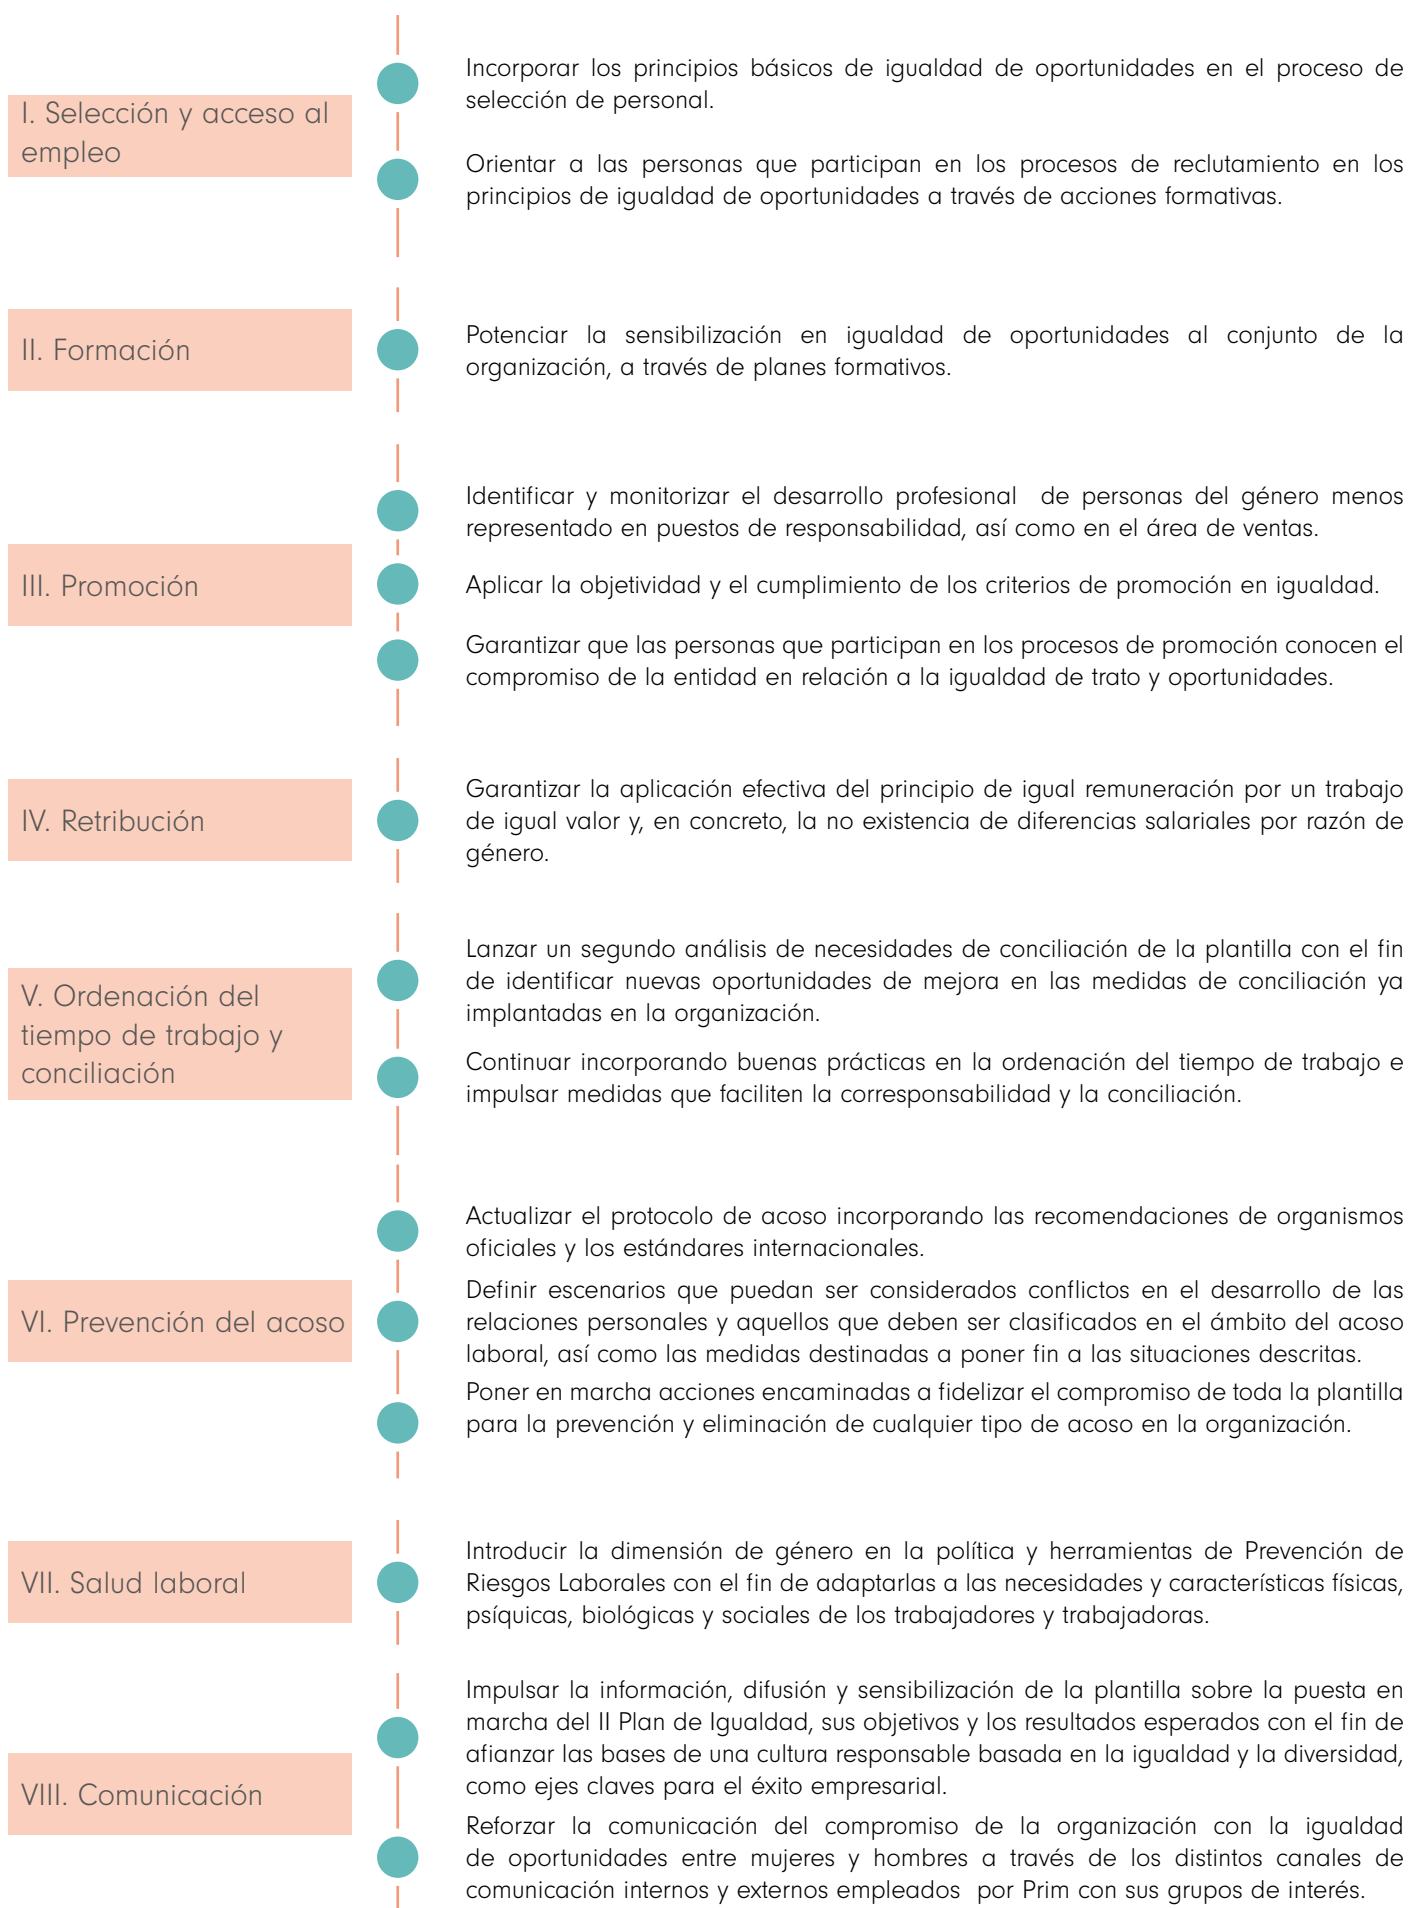 I. Selección y acceso al
empleo
Incorporar los principios básicos de igualdad de oportunidades en el proceso de
selección de personal.
Orientar a las personas que participan en los procesos de reclutamiento en los
principios de igualdad de oportunidades a través de acciones formativas.
II. Formación
Potenciar la sensibilización en igualdad de oportunidades al conjunto de la
organización, a través de planes formativos.
III. Promoción
Identificar y monitorizar el desarrollo profesional de personas del género menos
representado en puestos de responsabilidad, así como en el área de ventas.
Aplicar la objetividad y el cumplimiento de los criterios de promoción en igualdad.
Garantizar que las personas que participan en los procesos de promoción conocen el
compromiso de la entidad en relación a la igualdad de trato y oportunidades.
IV. Retribución
Garantizar la aplicación efectiva del principio de igual remuneración por un trabajo
de igual valor y, en concreto, la no existencia de diferencias salariales por razón de
género.
V. Ordenación del
tiempo de trabajo y
conciliación
Lanzar un segundo análisis de necesidades de conciliación de la plantilla con el fin
de identificar nuevas oportunidades de mejora en las medidas de conciliación ya
implantadas en la organización.
Continuar incorporando buenas prácticas en la ordenación del tiempo de trabajo e
impulsar medidas que faciliten la corresponsabilidad y la conciliación.
VI. Prevención del acoso
Actualizar el protocolo de acoso incorporando las recomendaciones de organismos
oficiales y los estándares internacionales.
Definir escenarios que puedan ser considerados conflictos en el desarrollo de las
relaciones personales y aquellos que deben ser clasificados en el ámbito del acoso
laboral, así como las medidas destinadas a poner fin a las situaciones descritas.
Poner en marcha acciones encaminadas a fidelizar el compromiso de toda la plantilla
para la prevención y eliminación de cualquier tipo de acoso en la organización.
VII. Salud laboral
Introducir la dimensión de género en la política y herramientas de Prevención de
Riesgos Laborales con el fin de adaptarlas a las necesidades y características físicas,
psíquicas, biológicas y sociales de los trabajadores y trabajadoras.
VIII. Comunicación
Impulsar la información, difusión y sensibilización de la plantilla sobre la puesta en
marcha del II Plan de Igualdad, sus objetivos y los resultados esperados con el fin de
afianzar las bases de una cultura responsable basada en la igualdad y la diversidad,
como ejes claves para el éxito empresarial.
Reforzar la comunicación del compromiso de la organización con la igualdad
de oportunidades entre mujeres y hombres a través de los distintos canales de
comunicación internos y externos empleados por Prim con sus grupos de interés.